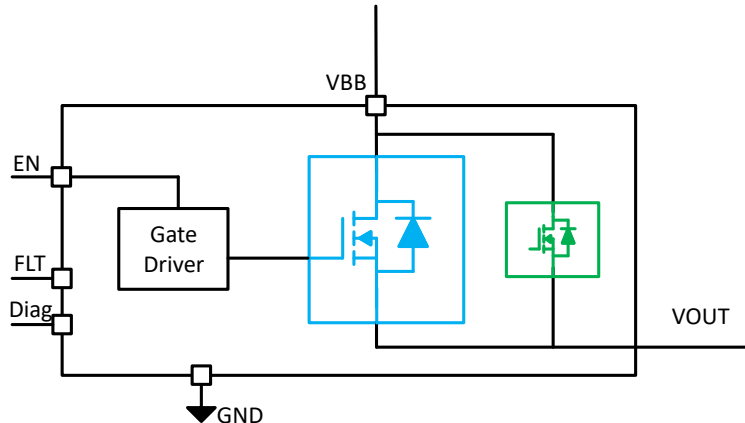 VBB
EN
Gate
Driver
FLT
Diag
VOUT
GND